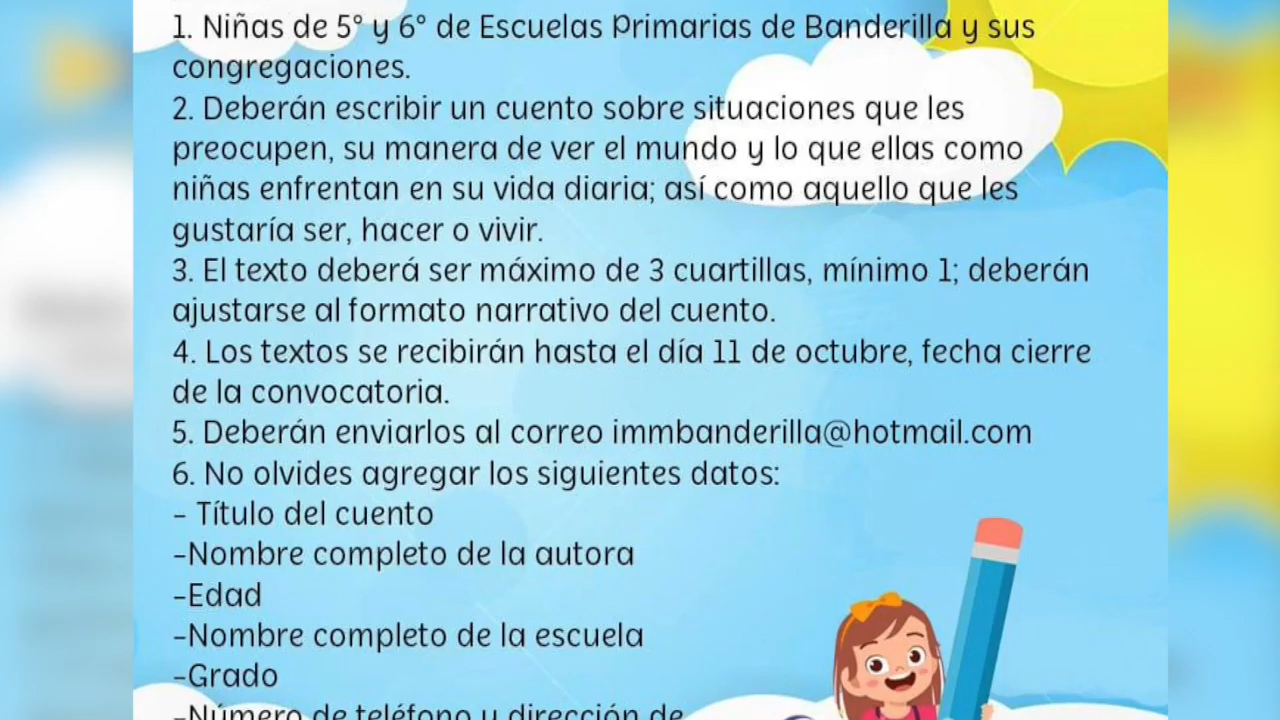 1. Niñas de 5° y 6° de Escuelas Primarias de Banderilla y sus
congregaciones.
2. Deberán escribir un cuento sobre situaciones que les
preocupen, su manera de ver el mundo y lo que ellas como
niñas enfrentan en su vida diaria; así como aquello que les
gustaría ser, hacer o vivir.
3. El texto deberá ser máximo de 3 cuartillas, mínimo 1; deberán
ajustarse al formato narrativo del cuento.
4. Los textos se recibirán hasta el día 11 de octubre, fecha cierre
de la convocatoria.
5. Deberán enviarlos al correo immbanderilla@hotmail.com
6. No olvides agregar los siguientes datos:
- Título del cuento
-Nombre completo de la autora
-Edad
-Nombre completo de la escuela
-Grado
-Número de teléfono y dirección de